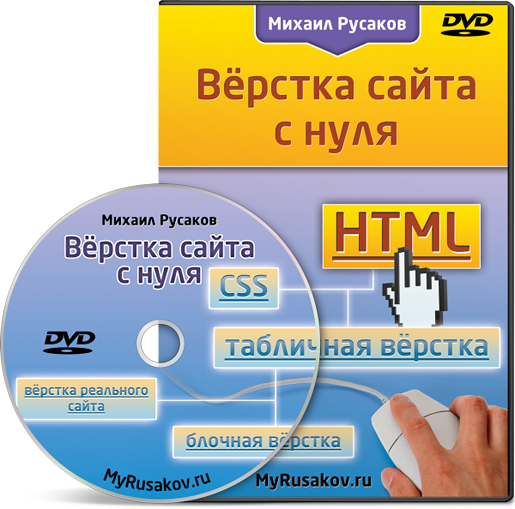 Михаил Русаков
DVD
Вёрстка сайта
с нуля
HTML
CSS
табличная вёрстка
вёрстка реального
сайта
блочная вёрстка
MyRusakov.ru
Михаил Русаков
Вёрстка сайта
с нуля
DVD
MyRusakov.ru